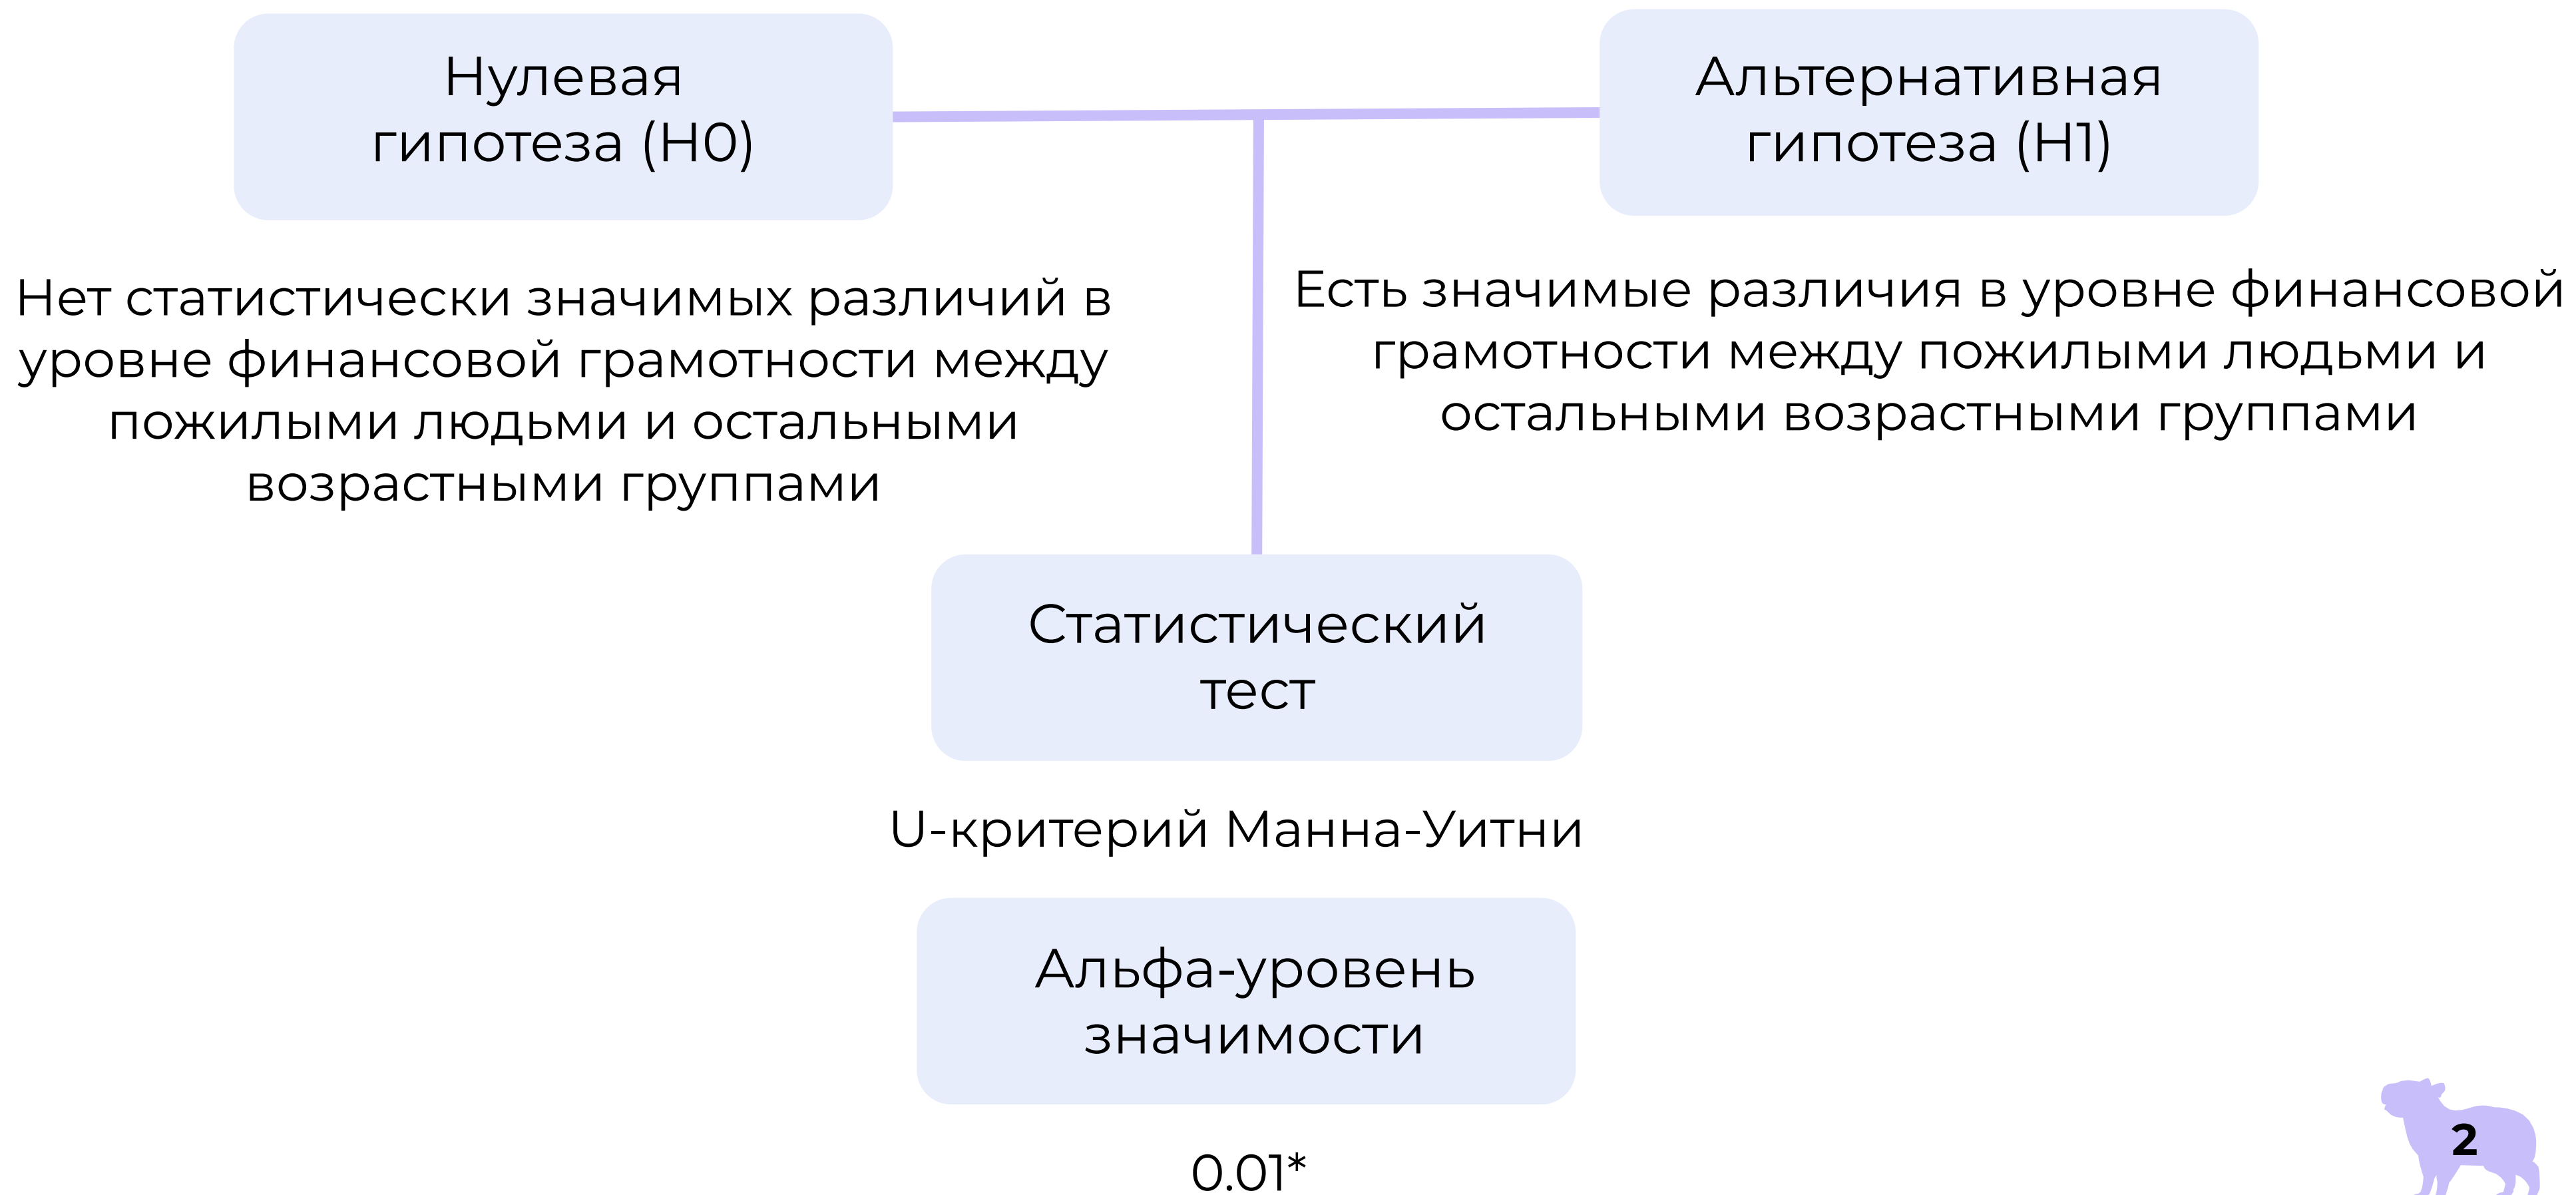 Нулевая
гипотеза (H0)
Альтернативная
гипотеза (H1)
Нет статистически значимых различий в
уровне финансовой грамотности между
пожилыми людьми и остальными
возрастными группами
Есть значимые различия в уровне финансовой
грамотности между пожилыми людьми и
остальными возрастными группами
Статистический
тест
U-критерий Манна-Уитни
Альфа-уровень
значимости
0.01*
2